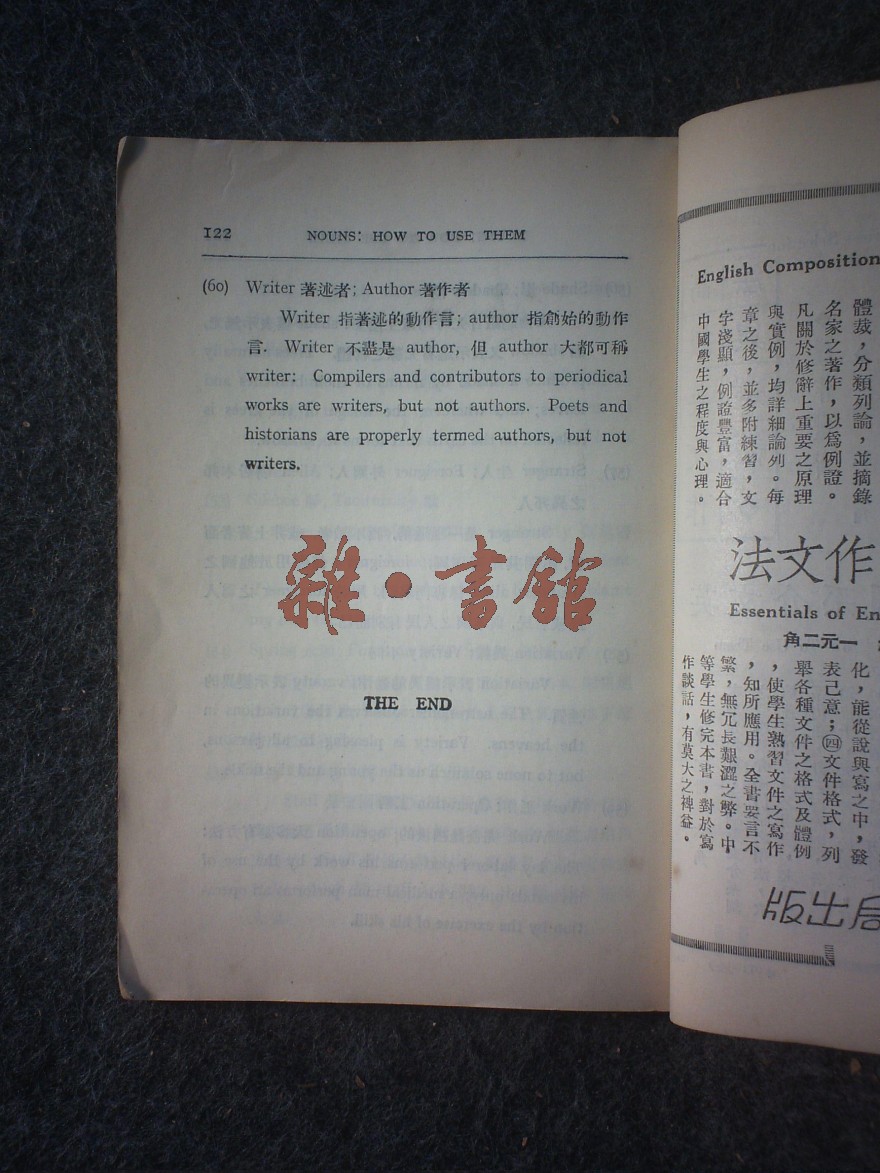 122 NOUNS: HOW TO USE THEM
(60) Writer 著述者; Author 著作者
Writer 指著述的動作言; author 指創始的動作
言. Writer 不盡是 author, 但 author 大都可稱
writer: Compilers and contributors to periodical
works are writers, but not authors. Poets and
historians are properly termed authors, but not
writers.
雜·書館
THE END
English Composition
體裁，分類列論，並摘錄
名家之著作，以爲例證。
凡關於修辭上重要之原理
與實例，均詳細論列。每
章之後，並多附練習，文
字淺顯，例證豐富，適合
中國學生之程度與心理。
法文作
Essentials of En
角二元一
化，能從說與寫之中，發
表己意；㊃文件格式，列
舉各種文件之格式及體例
，使學生熟習文件之寫作
，知所應用。全書要言不
繁，無冗長艱澀之弊。中
等學生修完本書，對於寫
作談話，有莫大之裨益。
版出局